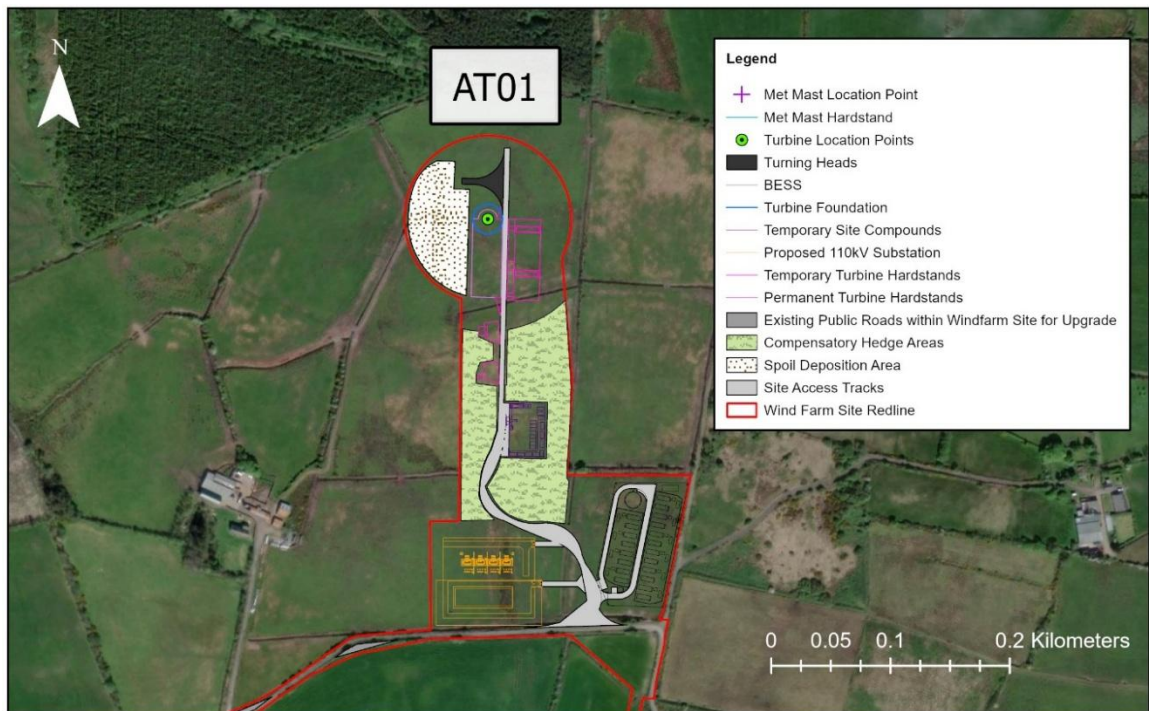 N
AT01
Legend
Met Mast Location Point
Met Mast Hardstand
Turbine Location Points
Turning Heads
BESS
Turbine Foundation
Temporary Site Compounds
Proposed 110kV Substation
Temporary Turbine Hardstands
Permanent Turbine Hardstands
Existing Public Roads within Windfarm Site for Upgrade
Compensatory Hedge Areas
Spoil Deposition Area
Site Access Tracks
Wind Farm Site Redline
0 0.05 0.1 0.2 Kilometers